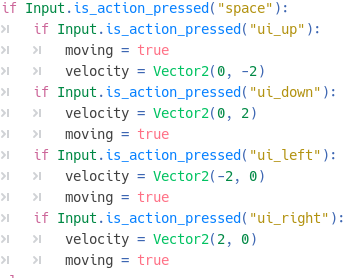 if Input.is_action_pressed("space"):
if Input.is_action_pressed("ui_up"):
moving = true
velocity = Vector2(0, -2)
if Input.is_action_pressed("ui_down"):
velocity = Vector2(0, 2)
moving = true
if Input.is_action_pressed("ui_left"):
velocity = Vector2(-2, 0)
moving = true
if Input.is_action_pressed("ui_right"):
velocity = Vector2(2, 0)
moving = true